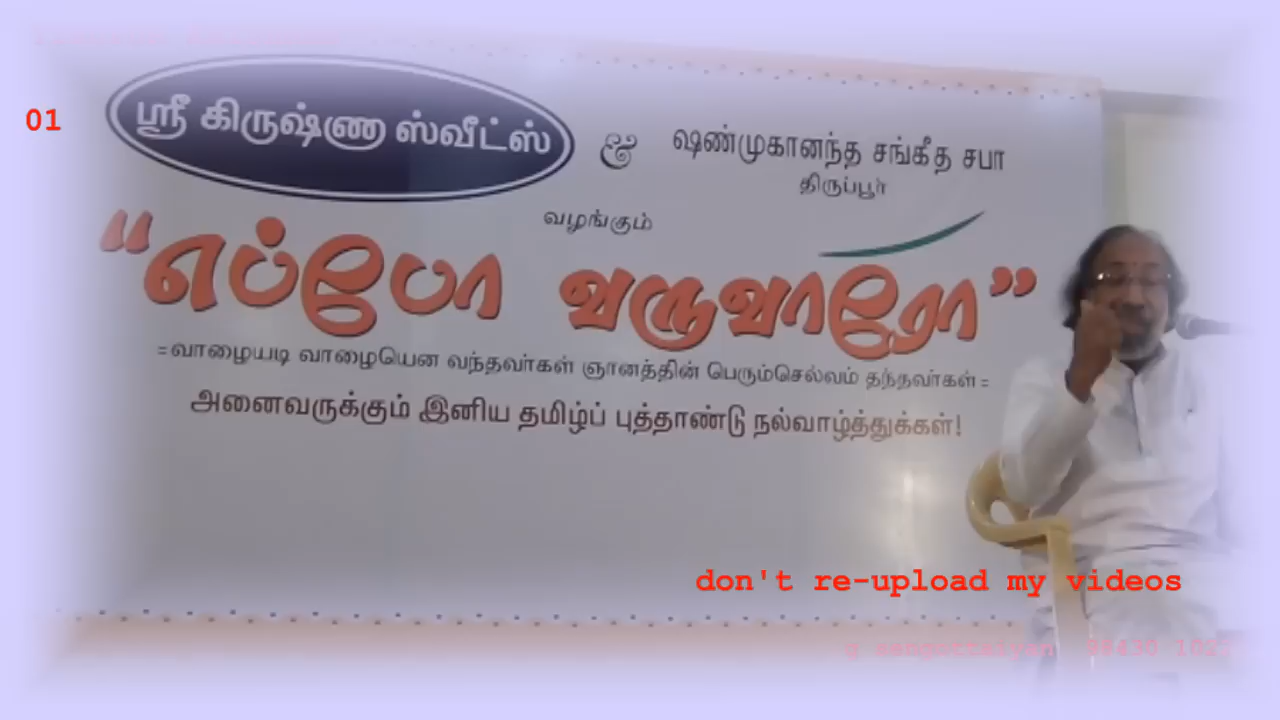 01
ஸ்ரீ கிருஷ்ண ஸ்வீட்ஸ் & ஷண்முகானந்த சங்கீத சபா
திருப்பூர்
வழங்கும்
"எப்போ வருவாரோ"
=வாழையடி வாழையென வந்தவர்கள் ஞானத்தின் பெரும்செல்வம் தந்தவர்கள்=
அனைவருக்கும் இனிய தமிழ்ப் புத்தாண்டு நல்வாழ்த்துக்கள்!
don't re-upload my videos